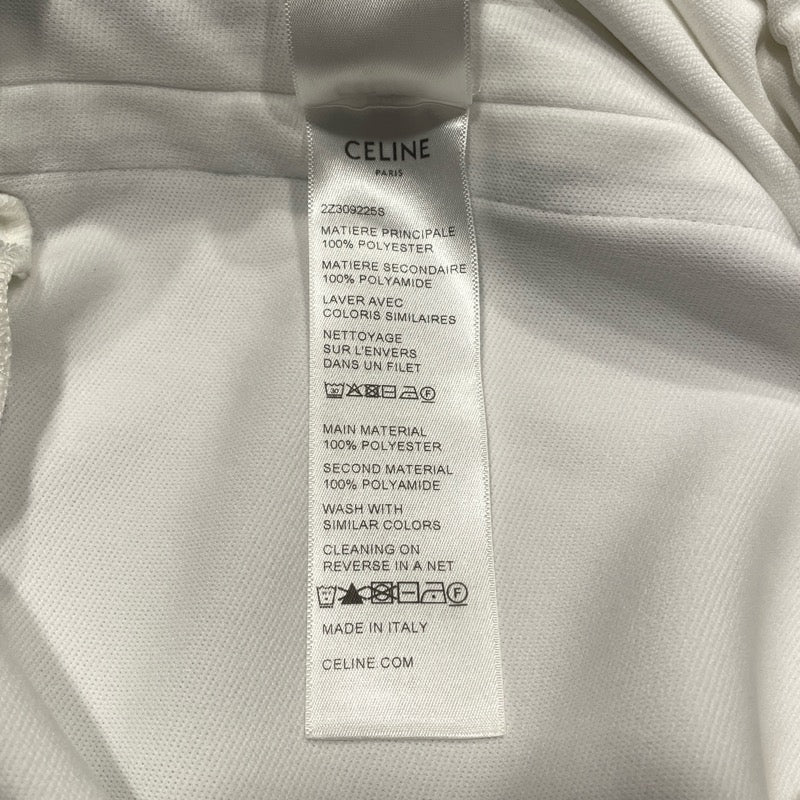 CELINE
PARIS
2Z309225S
MATIERE PRINCIPALE
100% POLYESTER
MATIERE SECONDAIRE
100% POLYAMIDE
LAVER AVEC
COLORIS SIMILAIRES
NETTOYAGE
SUR L'ENVERS
DANS UN FILET
30 F
MAIN MATERIAL
100% POLYESTER
SECOND MATERIAL
100% POLYAMIDE
WASH WITH
SIMILAR COLORS
CLEANING ON
REVERSE IN A NET
F
MADE IN ITALY
CELINE COM